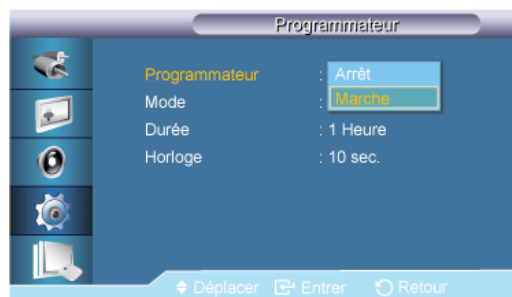 Programmateur
Programmateur : Arrêt
Mode : Marche
Durée : 1 Heure
Horloge : 10 sec.
Déplacer Entrer Retour